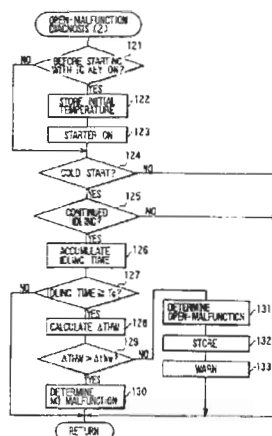 OPEN-MALFUNCTION
DIAGNOSIS (2)
121
NO
BEFORE STARTING
WITH IG KEY ON?
YES
122
STORE INITIAL
TEMPERATURE
123
STARTER ON
124
COLD START?
NO
YES
125
CONTINUED
IDLING?
NO
YES
126
ACCUMULATE
IDLING TIME
127
NO
IDLING TIME ≥
YES
CALCULATE ΔTHW
128
129
ΔTHW >
NO
YES
DETERMINE
NO MALFUNCTION
130
DETERMINE
OPEN-MALFUNCTION
131
STORE
132
WARN
133
RETURN